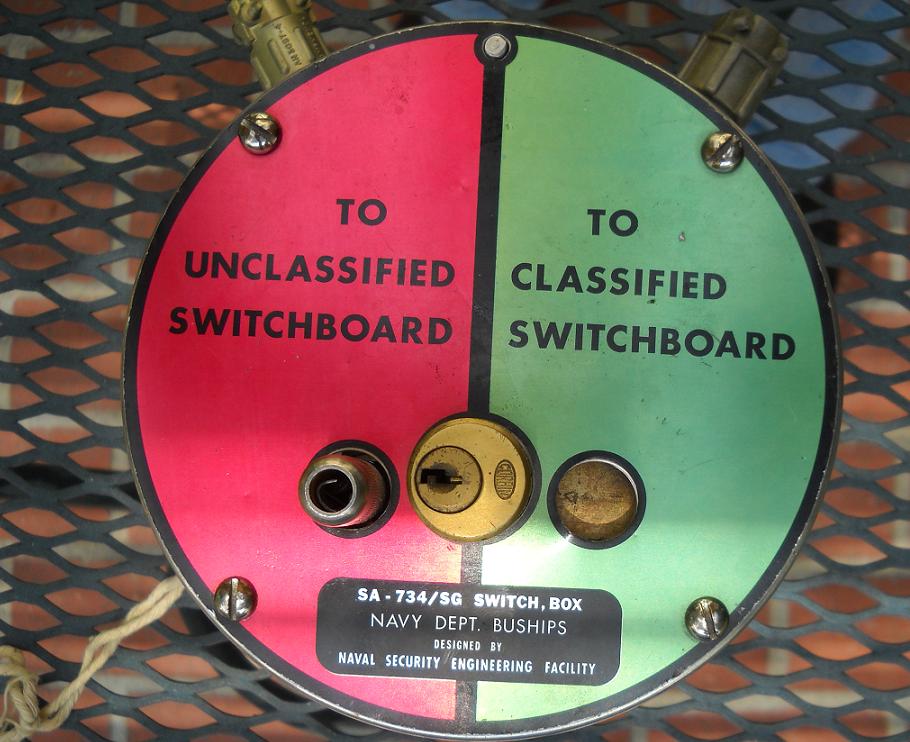 TO
UNCLASSIFIED
SWITCHBOARD
TO
CLASSIFIED
SWITCHBOARD
SA-734/SG SWITCH, BOX
NAVY DEPT. BUSHIPS
DESIGNED BY
NAVAL SECURITY ENGINEERING FACILITY